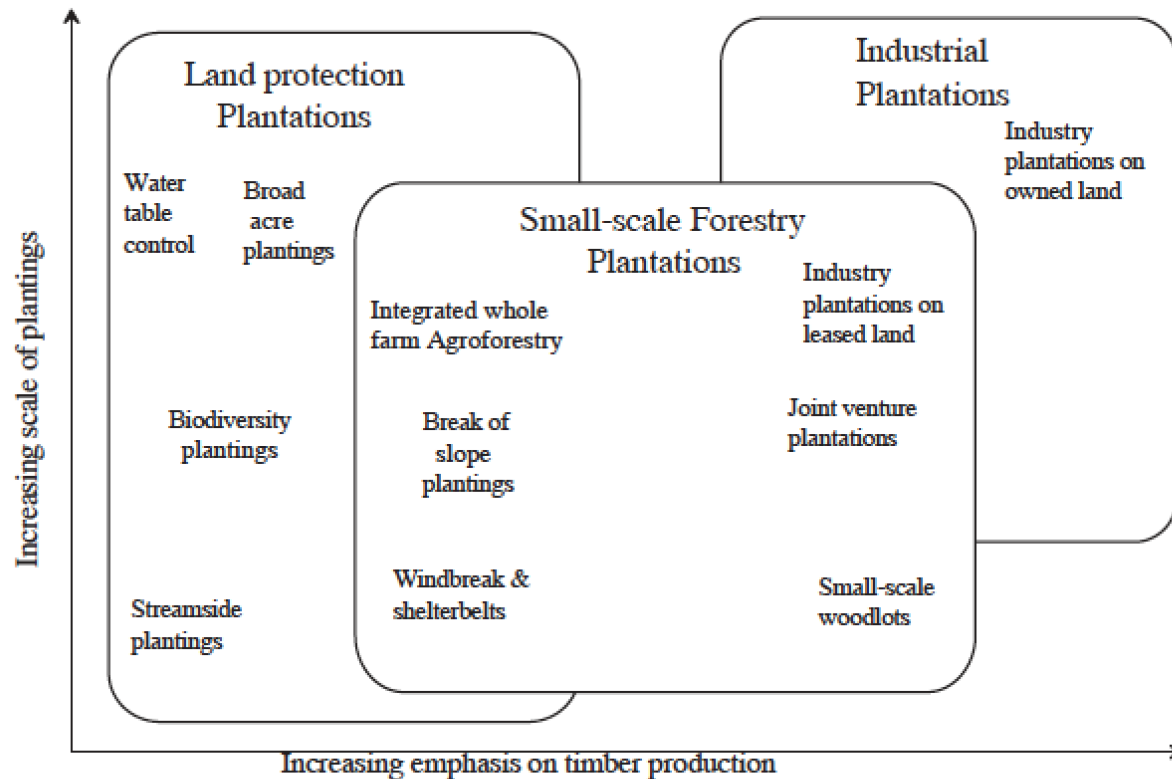 Land protection
Plantations
Industrial
Plantations
Industry
plantations on
owned land
Water
table
control
Broad
acre
plantings
Small-scale Forestry
Plantations
Integrated whole
farm Agroforestry
Industry
plantations on
leased land
Biodiversity
plantings
Break of
slope
plantings
Joint venture
plantations
Streamside
plantings
Windbreak &
shelterbelts
Small-scale
woodlots
Increasing scale of plantings
Increasing emphasis on timber production